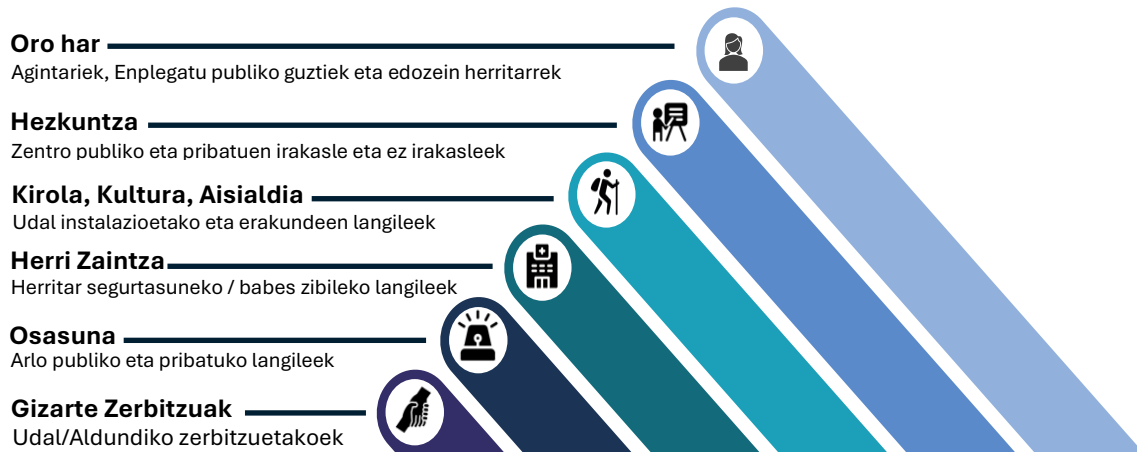 Oro har
Agintariek, Enplegatu publiko guztiek eta edozein herritarrek
Hezkuntza
Zentro publiko eta pribatuen irakasle eta ez irakasleek
Kirola, Kultura, Aisialdia
Udal instalazioetako eta erakundeen langileek
Herri Zaintza
Herritar segurtasuneko / babes zibileko langileek
Osasuna
Arlo publiko eta pribatuko langileek
Gizarte Zerbitzuak
Udal/Aldundiko zerbitzuetakoek